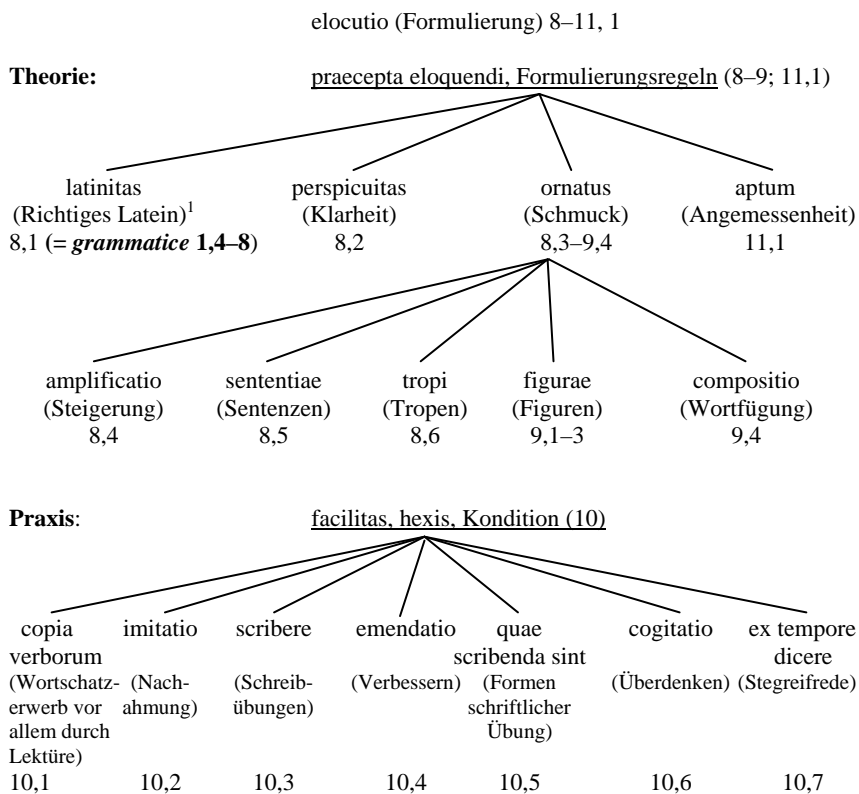 elocutio (Formulierung) 8–11, 1
Theorie: praecepta eloquendi, Formulierungsregeln (8–9; 11,1)
latinitas perspicuitas ornatus aptum
(Richtiges Latein)¹ (Klarheit) (Schmuck) (Angemessenheit)
8,1 (= grammatice 1,4–8) 8,2 8,3–9,4 11,1
amplificatio sententiae tropi figurae compositio
(Steigerung) (Sentenzen) (Tropen) (Figuren) (Wortfügung)
8,4 8,5 8,6 9,1–3 9,4
Praxis: facilitas, hexis, Kondition (10)
copia imitatio scribere emendatio quae cogitatio ex tempore
verborum scribenda sint dicere
(Wortschatz- (Nach- (Schreib- (Verbessern) (Formen (Überdenken) (Stegreifrede)
erwerb vor ahmung) übungen) schriftlicher
allem durch Übung)
Lektüre)
10,1 10,2 10,3 10,4 10,5 10,6 10,7